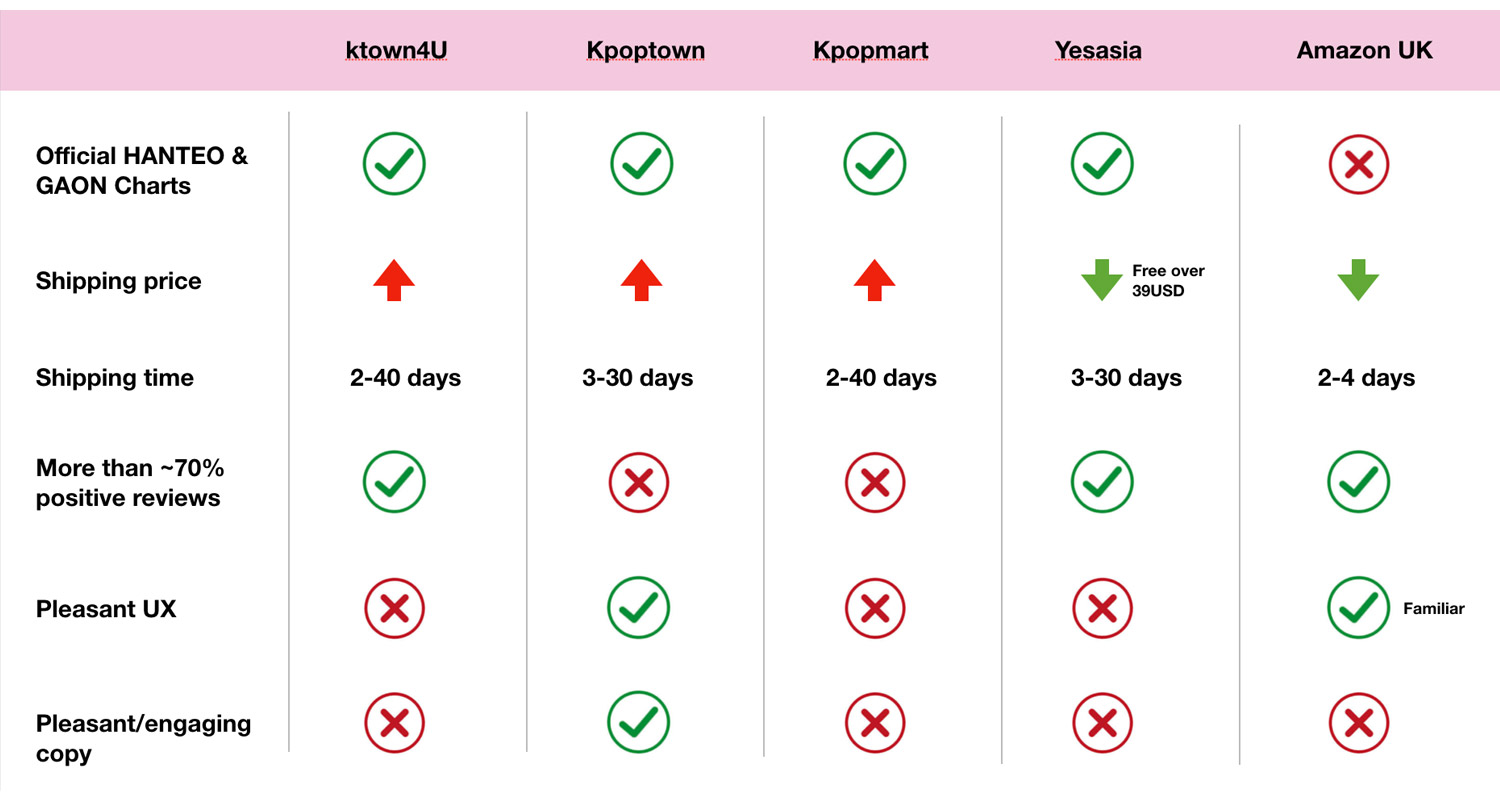 ktown4U Kpoptown Kpopmart Yesasia Amazon UK
Official HANTEO &
GAON Charts
Shipping price
Free over
39USD
Shipping time 2-40 days 3-30 days 2-40 days 3-30 days 2-4 days
More than ~70%
positive reviews
Pleasant UX Familiar
Pleasant/engaging
copy